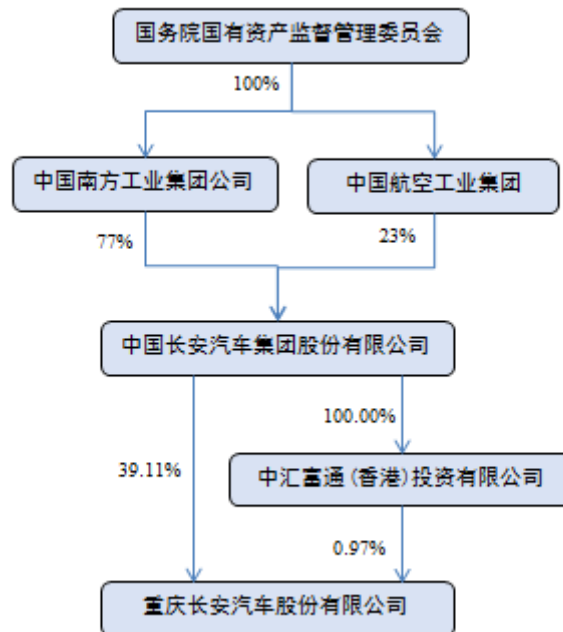 国务院国有资产监督管理委员会
100%
中国南方工业集团公司
中国航空工业集团
77%
23%
中国长安汽车集团股份有限公司
100.00%
39.11%
中汇富通(香港)投资有限公司
0.97%
重庆长安汽车股份有限公司